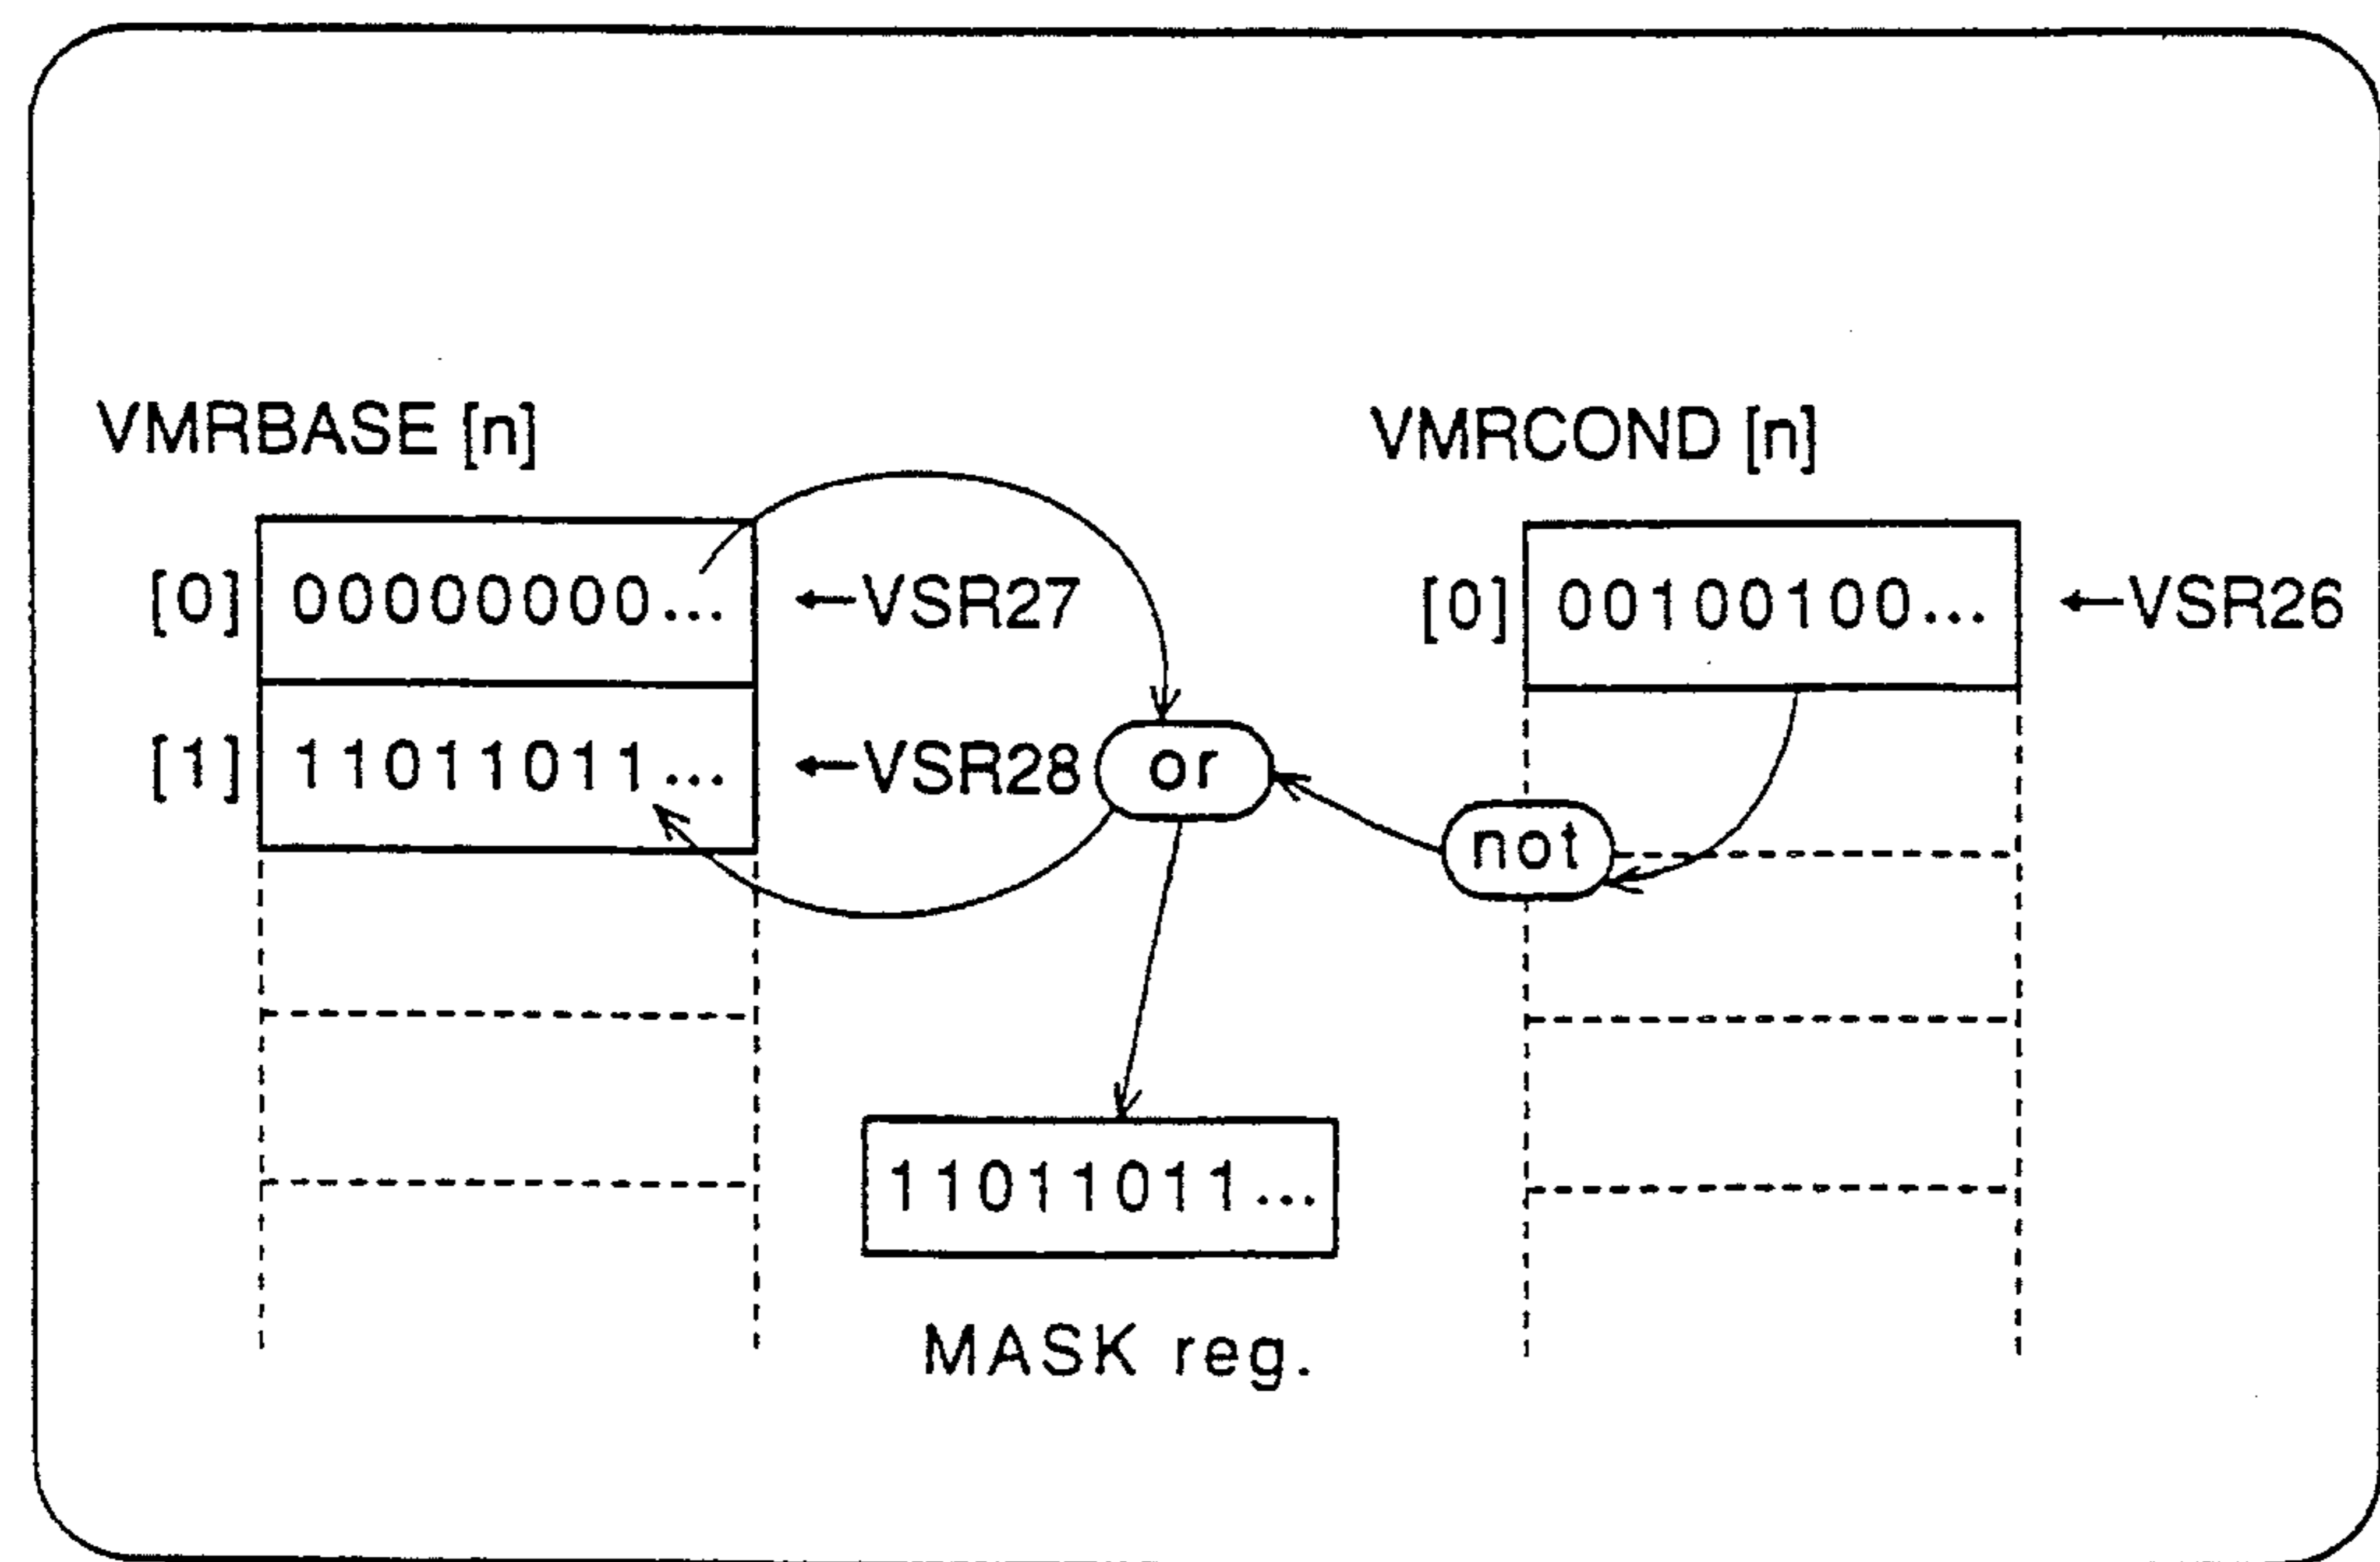 VMRBASE [n] VMRCOND [n]
[0] 00000000... ←VSR27 [0] 00100100... ←VSR26
[1] 11011011... ←VSR28 or
not
11011011...
MASK reg.